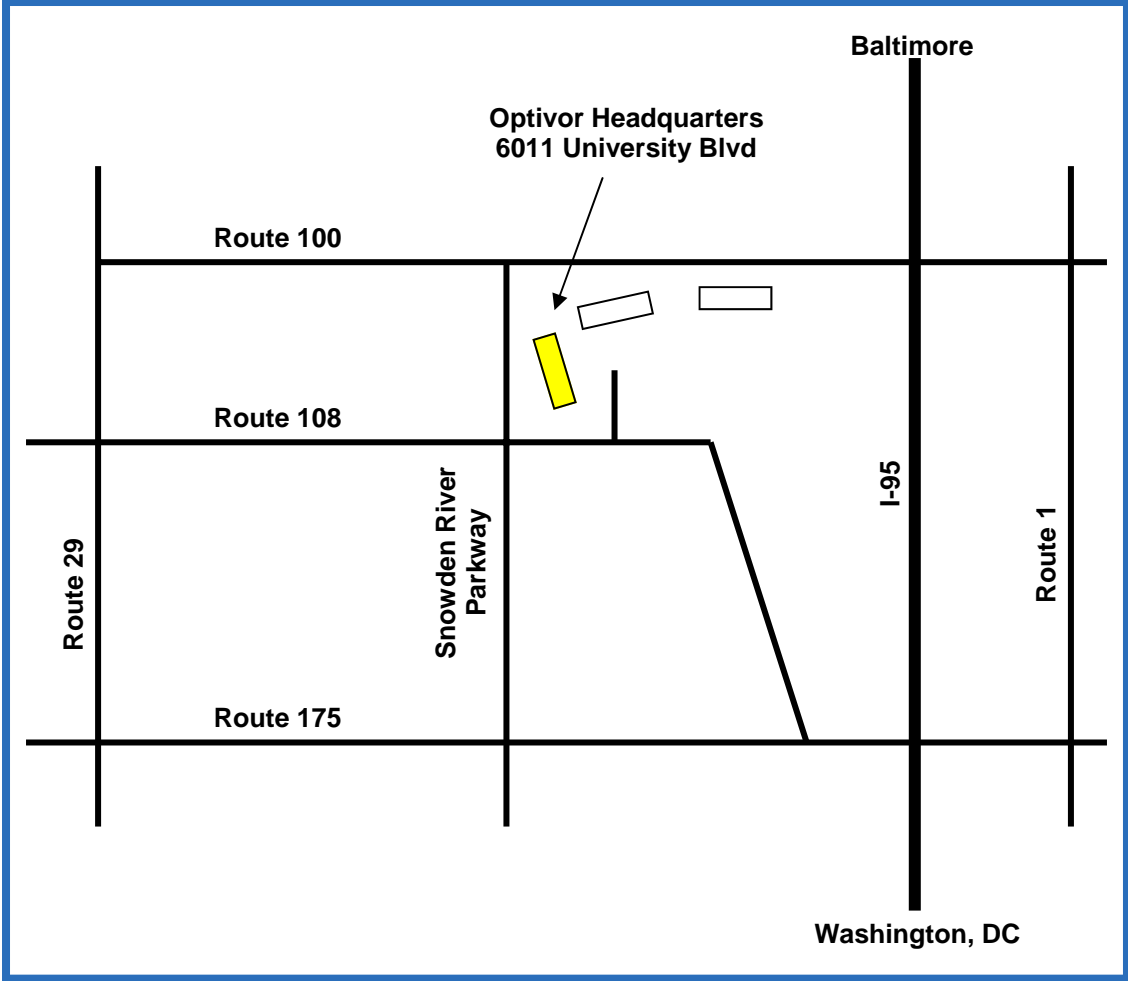 Baltimore
Optivor Headquarters
6011 University Blvd
Route 100
Route 108
I-95
Snowden River
Parkway
Route 1
Route 29
Route 175
Washington, DC